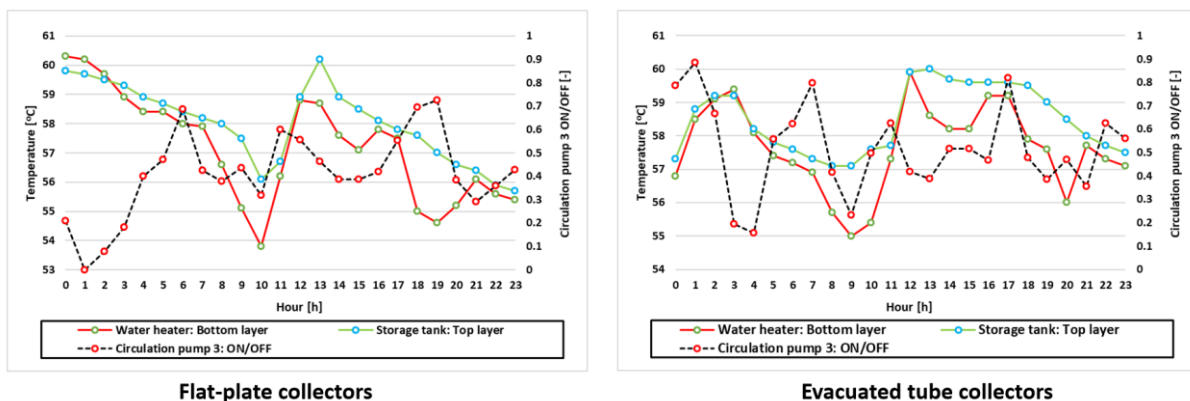 61
60
59
58
57
56
55
54
53
Temperature [°C]
1
0.9
0.8
0.7
0.6
0.5
0.4
0.3
0.2
0.1
0
Circulation pump 3 ON/OFF [-]
0 1 2 3 4 5 6 7 8 9 10 11 12 13 14 15 16 17 18 19 20 21 22 23
Hour [h]
Water heater: Bottom layer Storage tank: Top layer
Circulation pump 3: ON/OFF
Flat-plate collectors
61
60
59
58
57
56
55
54
Temperature [°C]
1
0.9
0.8
0.7
0.6
0.5
0.4
0.3
0.2
0.1
0
Circulation pump 3 ON/OFF [-]
0 1 2 3 4 5 6 7 8 9 10 11 12 13 14 15 16 17 18 19 20 21 22 23
Hour [h]
Water heater: Bottom layer Storage tank: Top layer
Circulation pump 3: ON/OFF
Evacuated tube collectors